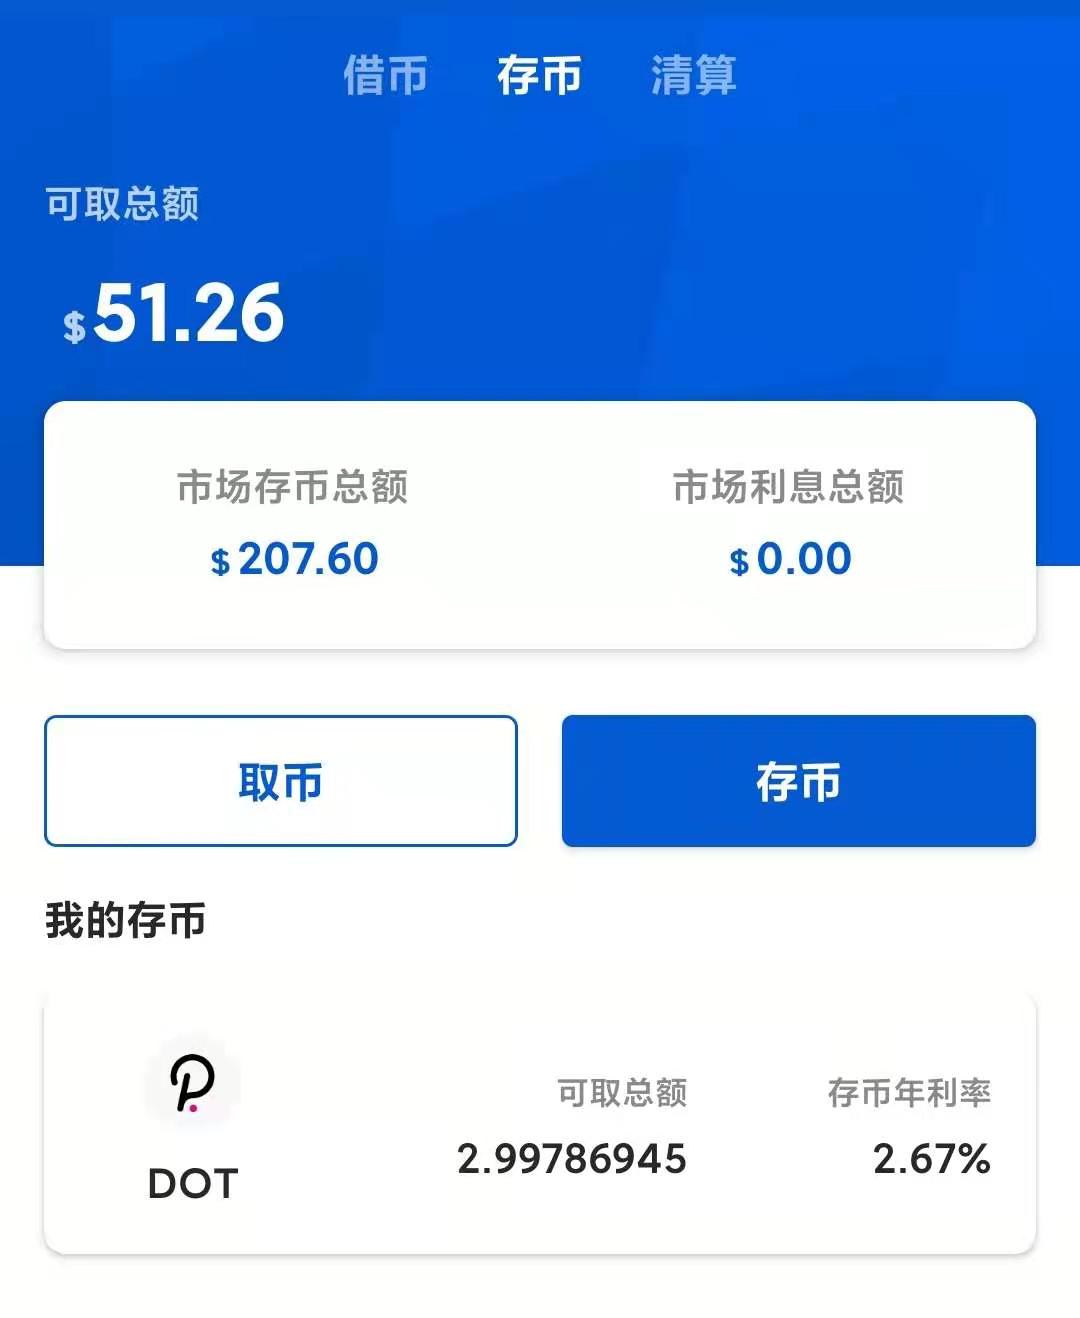 借币 存币 清算
可取总额
$51.26
市场存币总额 市场利息总额
$207.60 $0.00
取币 存币
我的存币
可取总额 存币年利率
2.99786945 2.67%
DOT